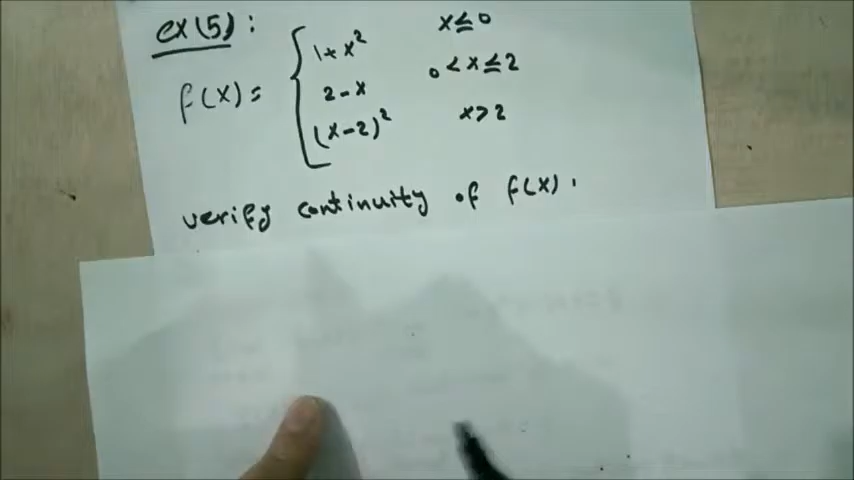 ex(5):
1+x² x≤0
f(x)= 2-x 0<x≤2
(x-2)² x>2
verify continuity of f(x).